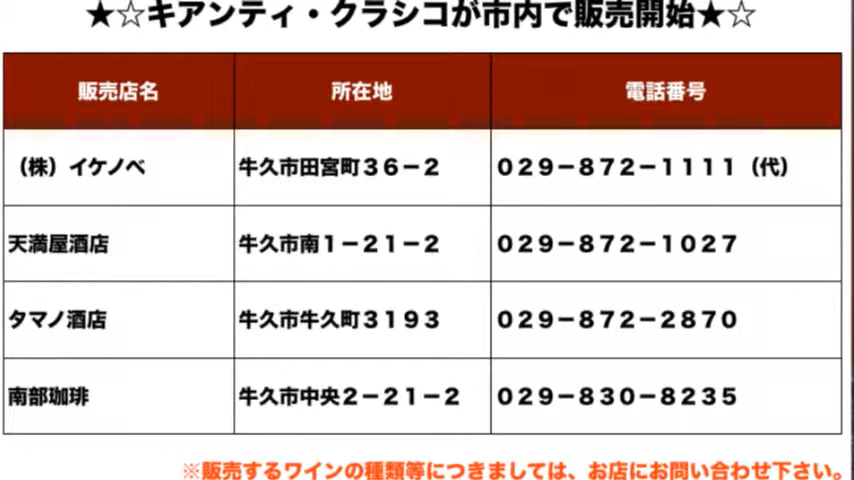 ★☆キアンティ・クラシコが市内で販売開始★☆
販売店名 所在地 電話番号
（株）イケノベ 牛久市田宮町３６－２ ０２９－８７２－１１１１（代）
天満屋酒店 牛久市南１－２１－２ ０２９－８７２－１０２７
タマノ酒店 牛久市牛久町３１９３ ０２９－８７２－２８７０
南部珈琲 牛久市中央２－２１－２ ０２９－８３０－８２３５
※販売するワインの種類等につきましては、お店にお問い合わせ下さい。